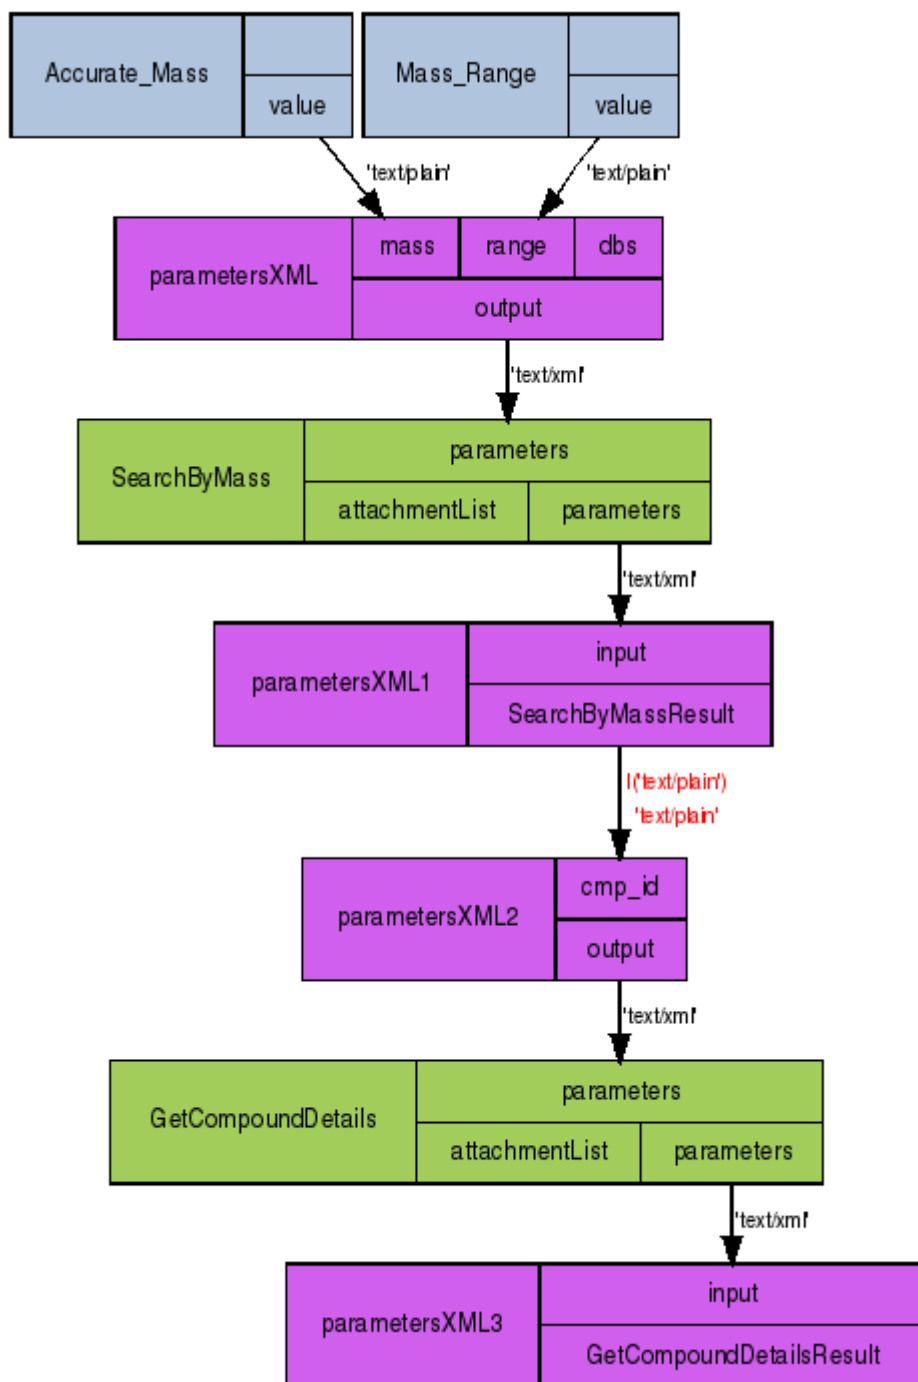 Accurate_Mass
value
Mass_Range
value
'text/plain'
'text/plain'
parametersXML
mass
range
dbs
output
'text/xml'
SearchByMass
parameters
attachmentList
parameters
'text/xml'
parametersXML1
input
SearchByMassResult
l('text/plain')
'text/plain'
parametersXML2
cmp_id
output
'text/xml'
GetCompoundDetails
parameters
attachmentList
parameters
'text/xml'
parametersXML3
input
GetCompoundDetailsResult